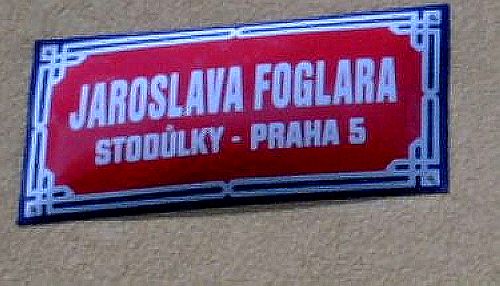 JAROSLAVA FOGLARA
STODŮLKY - PRAHA 5